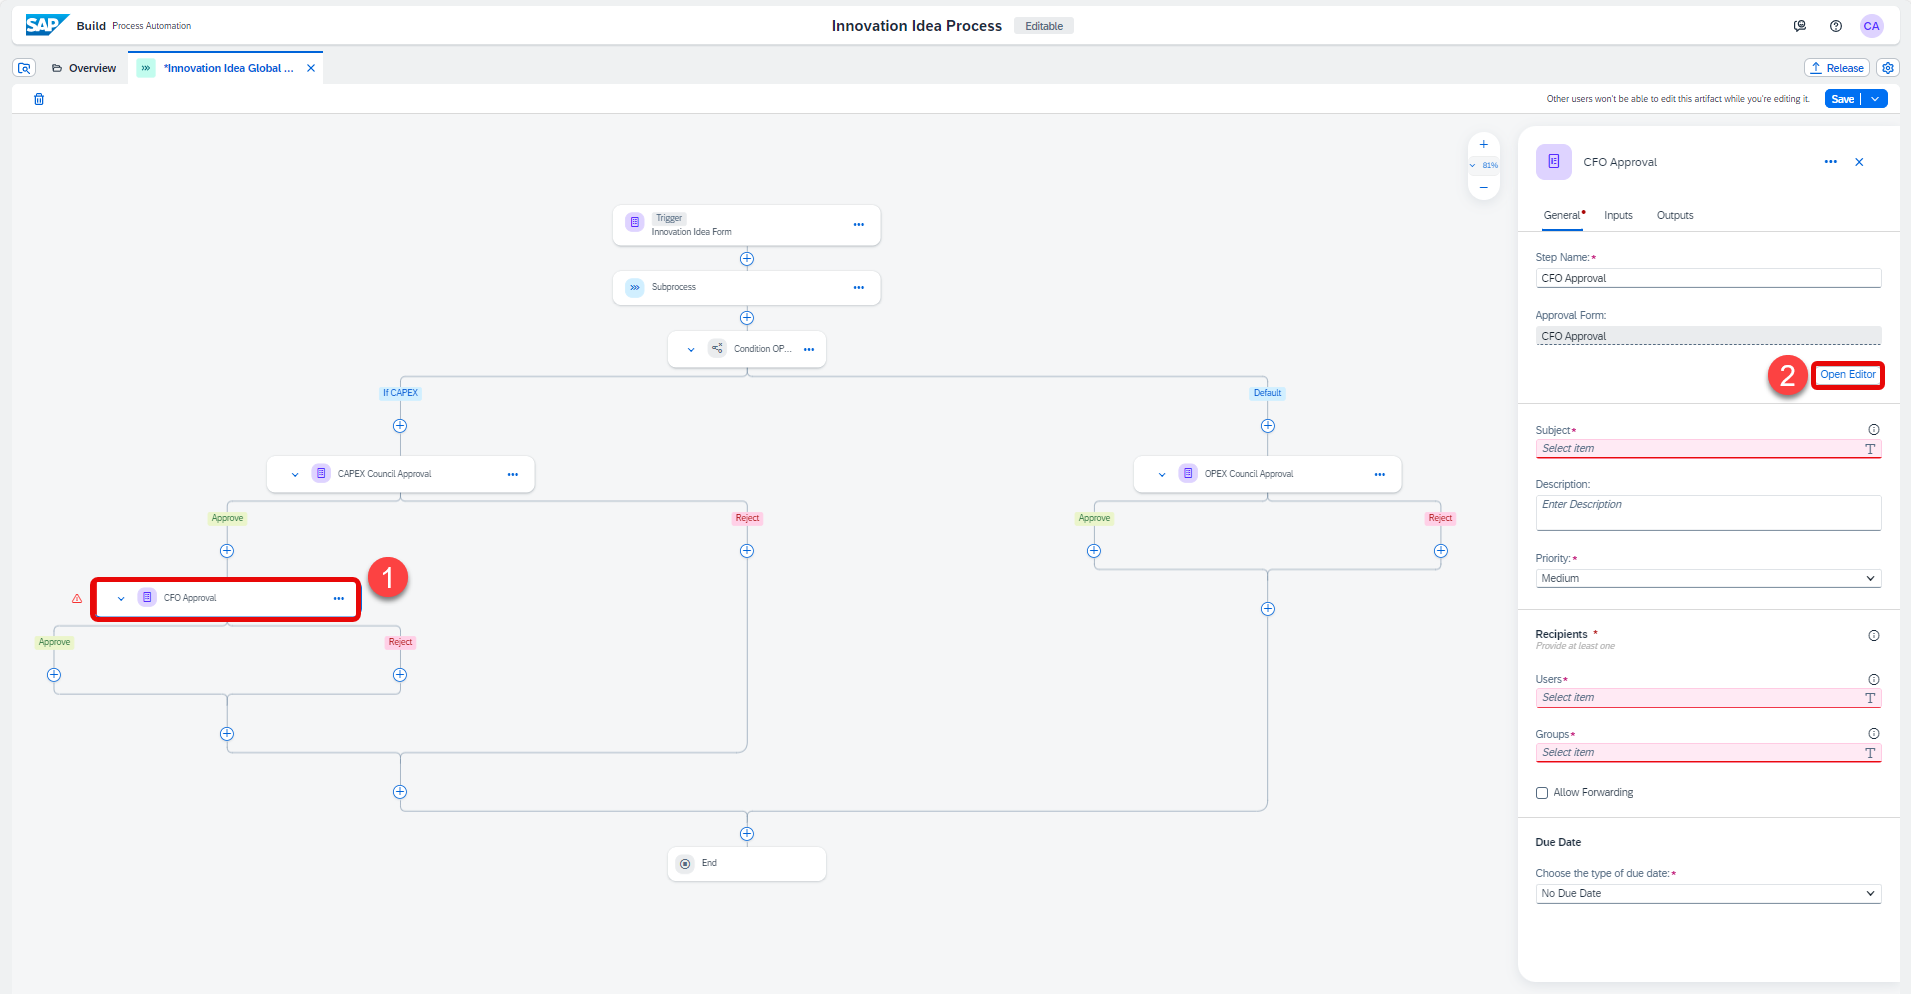 SAP Build Process Automation
Innovation Idea Process Editable
CA
Overview
*Innovation Idea Global ...
Release
Other users won't be able to edit this artifact while you're editing it.
Save
81%
Trigger
Innovation Idea Form
Subprocess
Condition OP...
If CAPEX
Default
CAPEX Council Approval
OPEX Council Approval
Approve
Reject
Approve
Reject
1
CFO Approval
Approve
Reject
End
CFO Approval
General
Inputs
Outputs
Step Name:*
CFO Approval
Approval Form:
CFO Approval
2
Open Editor
Subject*
Select item
Description:
Enter Description
Priority:*
Medium
Recipients *
Provide at least one
Users*
Select item
Groups*
Select item
Allow Forwarding
Due Date
Choose the type of due date:*
No Due Date